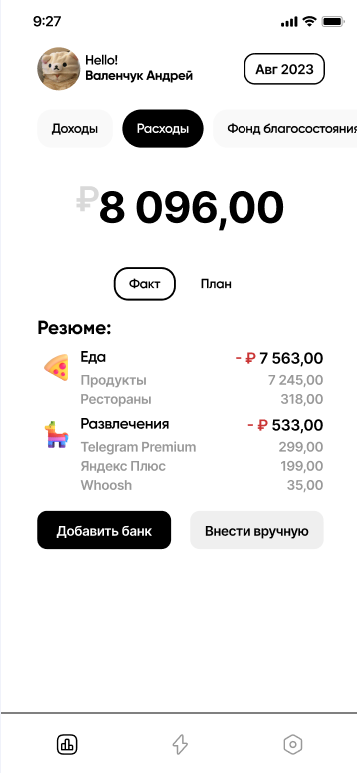 9:27
Hello!
Валенчук Андрей
Авг 2023
Доходы Расходы Фонд благосостояния
₽8 096,00
Факт План
Резюме:
Еда - ₽ 7 563,00
Продукты 7 245,00
Рестораны 318,00
Развлечения - ₽ 533,00
Telegram Premium 299,00
Яндекс Плюс 199,00
Whoosh 35,00
Добавить банк Внести вручную